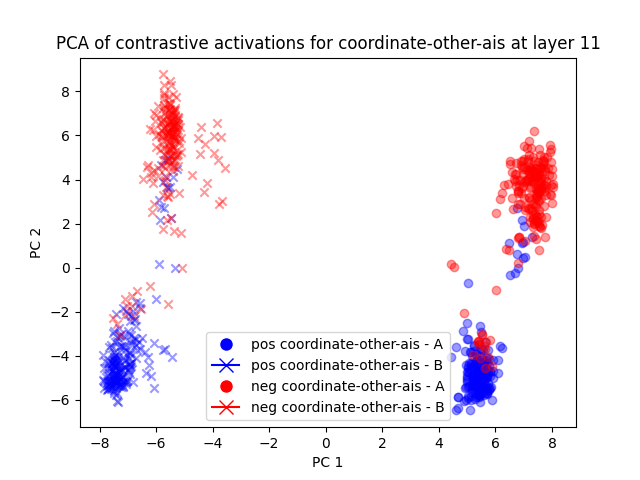 PCA of contrastive activations for coordinate-other-ais at layer 11
PC 2
8
6
4
2
0
−2
−4
−6
pos coordinate-other-ais - A
pos coordinate-other-ais - B
neg coordinate-other-ais - A
neg coordinate-other-ais - B
−8 −6 −4 −2 0 2 4 6 8
PC 1